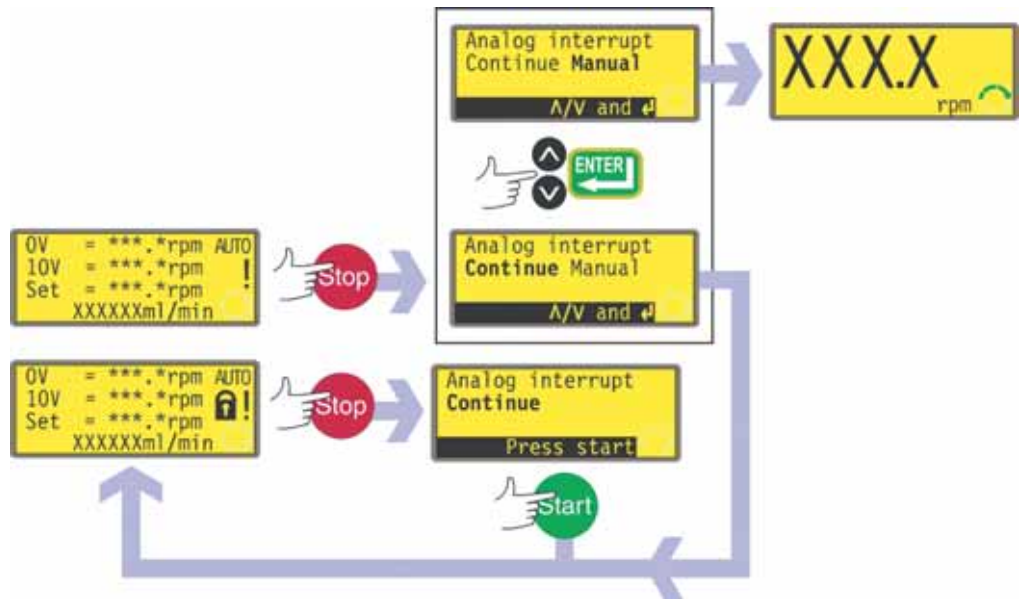 Analog interrupt
Continue Manual
Λ/V and ↲
XXX.X
rpm
ENTER
0V = ***.*rpm AUTO
10V = ***.*rpm !
Set = ***.*rpm
XXXXXXml/min
Stop
Analog interrupt
Continue Manual
Λ/V and ↲
0V = ***.*rpm AUTO
10V = ***.*rpm !
Set = ***.*rpm
XXXXXXml/min
Stop
Analog interrupt
Continue
Press start
Start